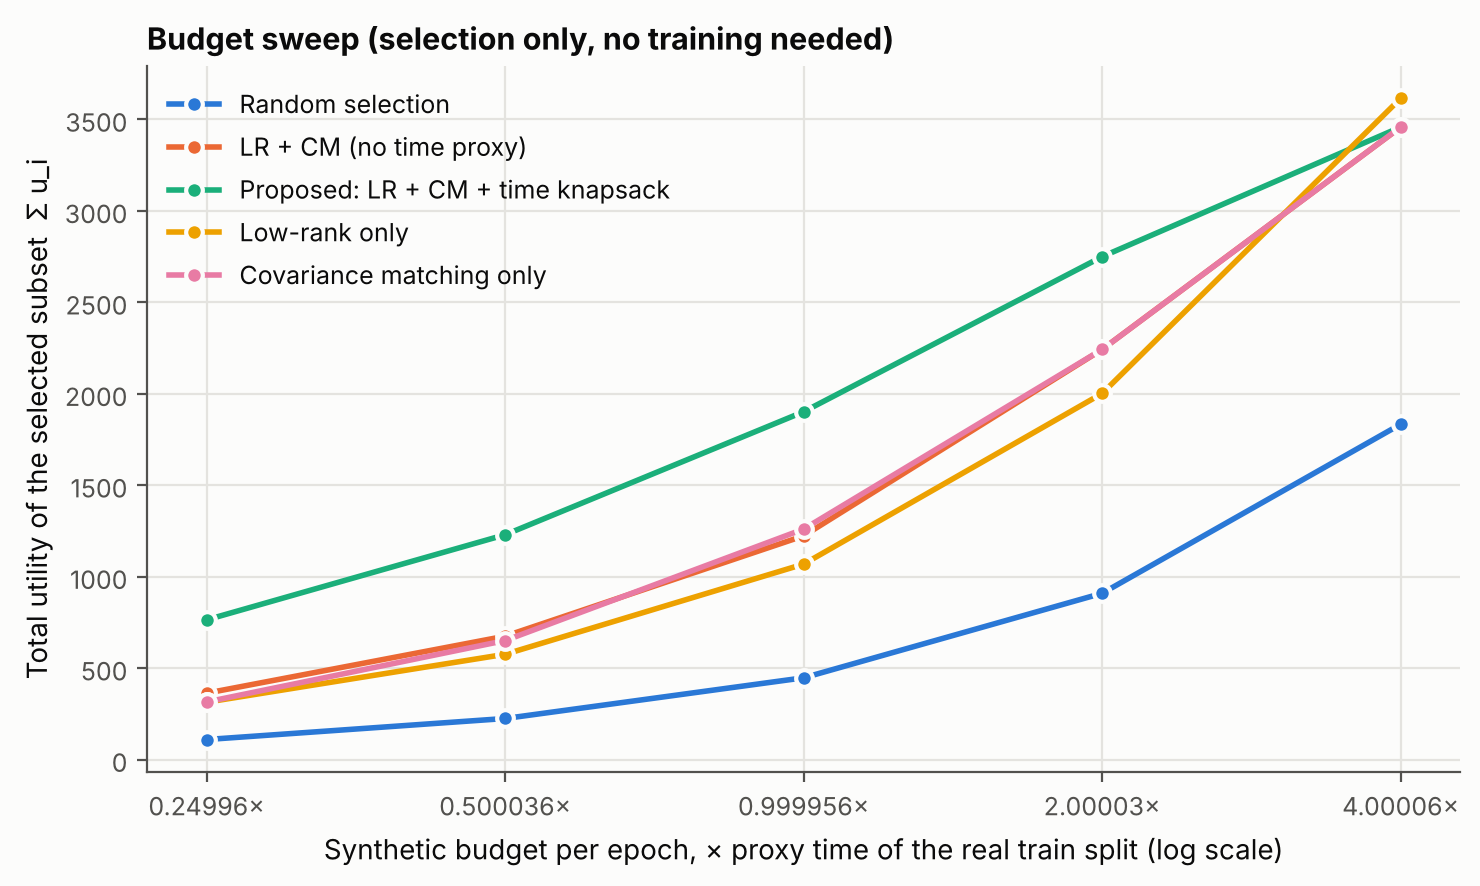 Budget sweep (selection only, no training needed)
Random selection
LR + CM (no time proxy)
Proposed: LR + CM + time knapsack
Low-rank only
Covariance matching only
Total utility of the selected subset Σ u_i
3500
3000
2500
2000
1500
1000
500
0
0.24996× 0.500036× 0.999956× 2.00003× 4.00006×
Synthetic budget per epoch, × proxy time of the real train split (log scale)